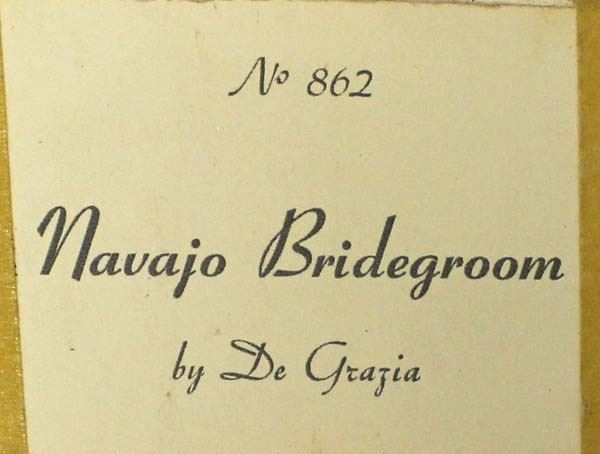 No 862
Navajo Bridegroom
by De Grazia